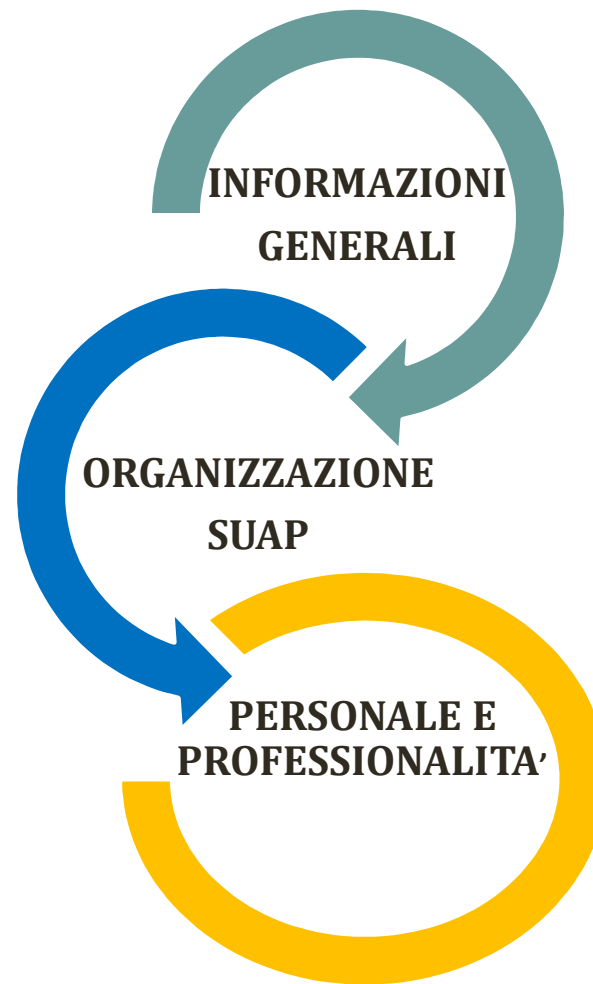 INFORMAZIONI
GENERALI
ORGANIZZAZIONE
SUAP
PERSONALE E
PROFESSIONALITA’